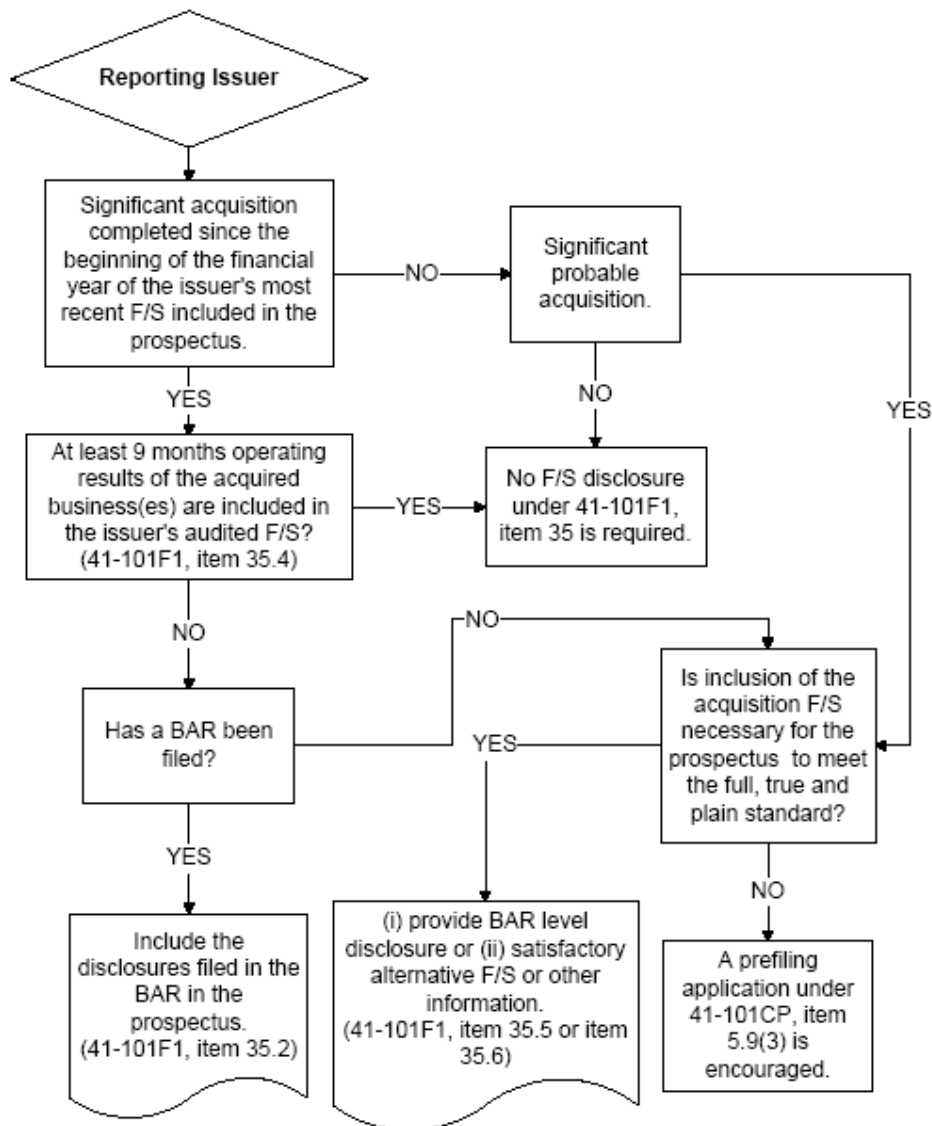 Reporting Issuer
Significant acquisition
completed since the
beginning of the financial
year of the issuer's most
recent F/S included in the
prospectus.
NO
Significant
probable
acquisition.
YES
NO
YES
At least 9 months operating
results of the acquired
business(es) are included in
the issuer's audited F/S?
(41-101F1, item 35.4)
YES
No F/S disclosure
under 41-101F1,
item 35 is required.
NO
NO
Has a BAR been
filed?
YES
Is inclusion of the
acquisition F/S
necessary for the
prospectus to meet
the full, true and
plain standard?
YES
NO
Include the
disclosures filed in the
BAR in the
prospectus.
(41-101F1, item 35.2)
(i) provide BAR level
disclosure or (ii) satisfactory
alternative F/S or other
information.
(41-101F1, item 35.5 or item
35.6)
A prefiling
application under
41-101CP, item
5.9(3) is
encouraged.